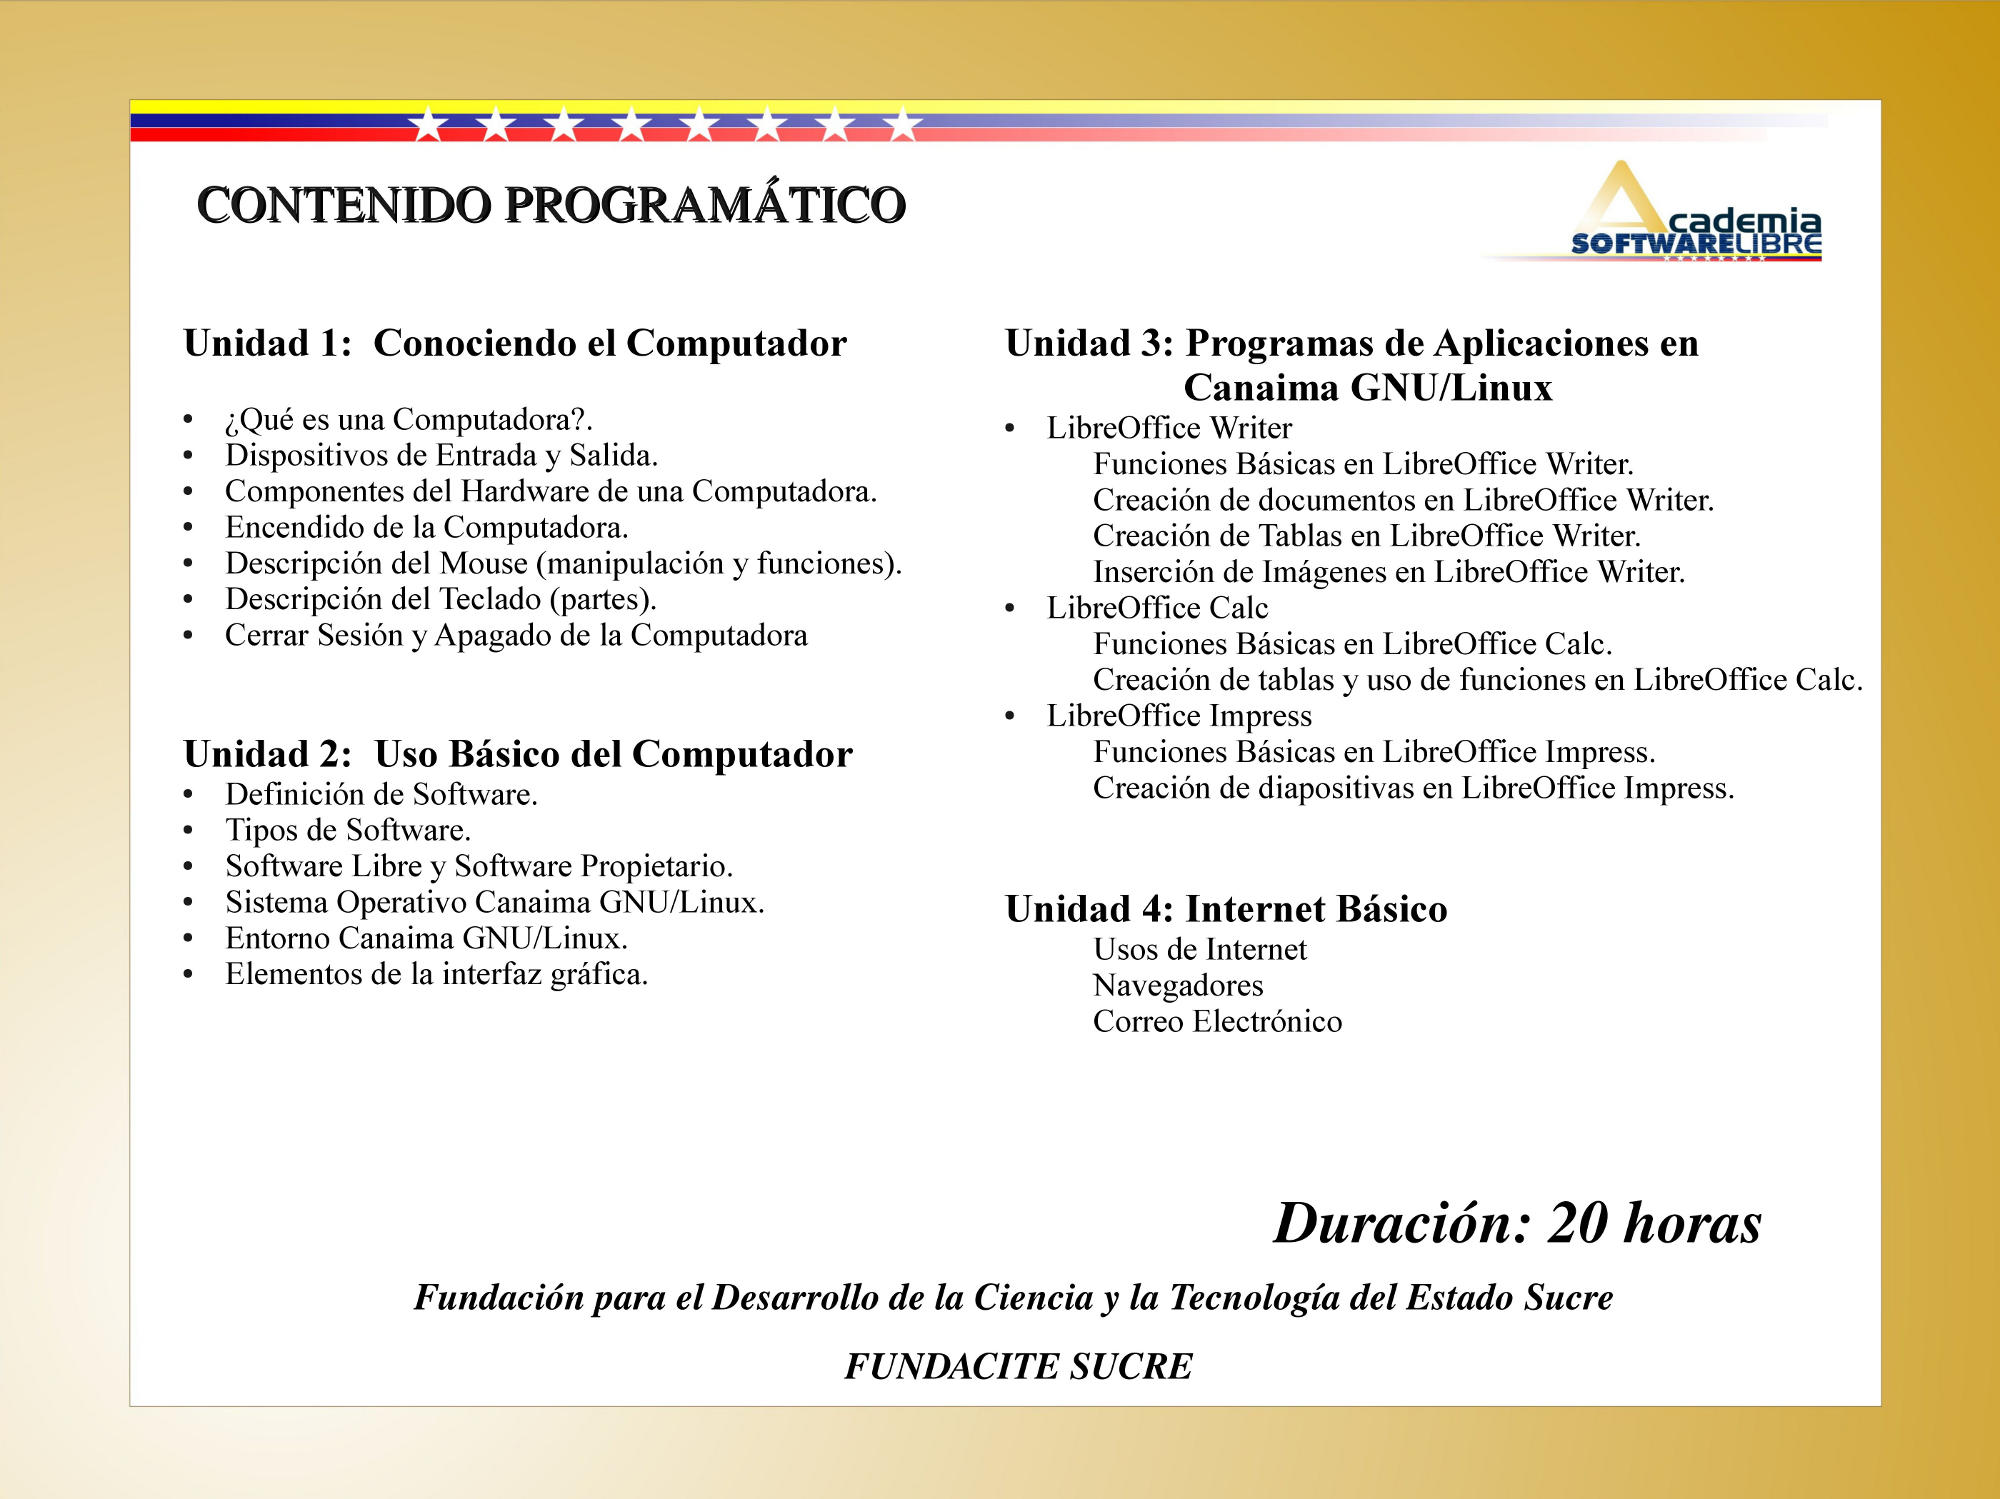 CONTENIDO PROGRAMÁTICO
Academia
SOFTWARELIBRE
Unidad 1:  Conociendo el Computador
• ¿Qué es una Computadora?.
• Dispositivos de Entrada y Salida.
• Componentes del Hardware de una Computadora.
• Encendido de la Computadora.
• Descripción del Mouse (manipulación y funciones).
• Descripción del Teclado (partes).
• Cerrar Sesión y Apagado de la Computadora
Unidad 2:  Uso Básico del Computador
• Definición de Software.
• Tipos de Software.
• Software Libre y Software Propietario.
• Sistema Operativo Canaima GNU/Linux.
• Entorno Canaima GNU/Linux.
• Elementos de la interfaz gráfica.
Unidad 3: Programas de Aplicaciones en
Canaima GNU/Linux
• LibreOffice Writer
Funciones Básicas en LibreOffice Writer.
Creación de documentos en LibreOffice Writer.
Creación de Tablas en LibreOffice Writer.
Inserción de Imágenes en LibreOffice Writer.
• LibreOffice Calc
Funciones Básicas en LibreOffice Calc.
Creación de tablas y uso de funciones en LibreOffice Calc.
• LibreOffice Impress
Funciones Básicas en LibreOffice Impress.
Creación de diapositivas en LibreOffice Impress.
Unidad 4: Internet Básico
Usos de Internet
Navegadores
Correo Electrónico
Duración: 20 horas
Fundación para el Desarrollo de la Ciencia y la Tecnología del Estado Sucre
FUNDACITE SUCRE